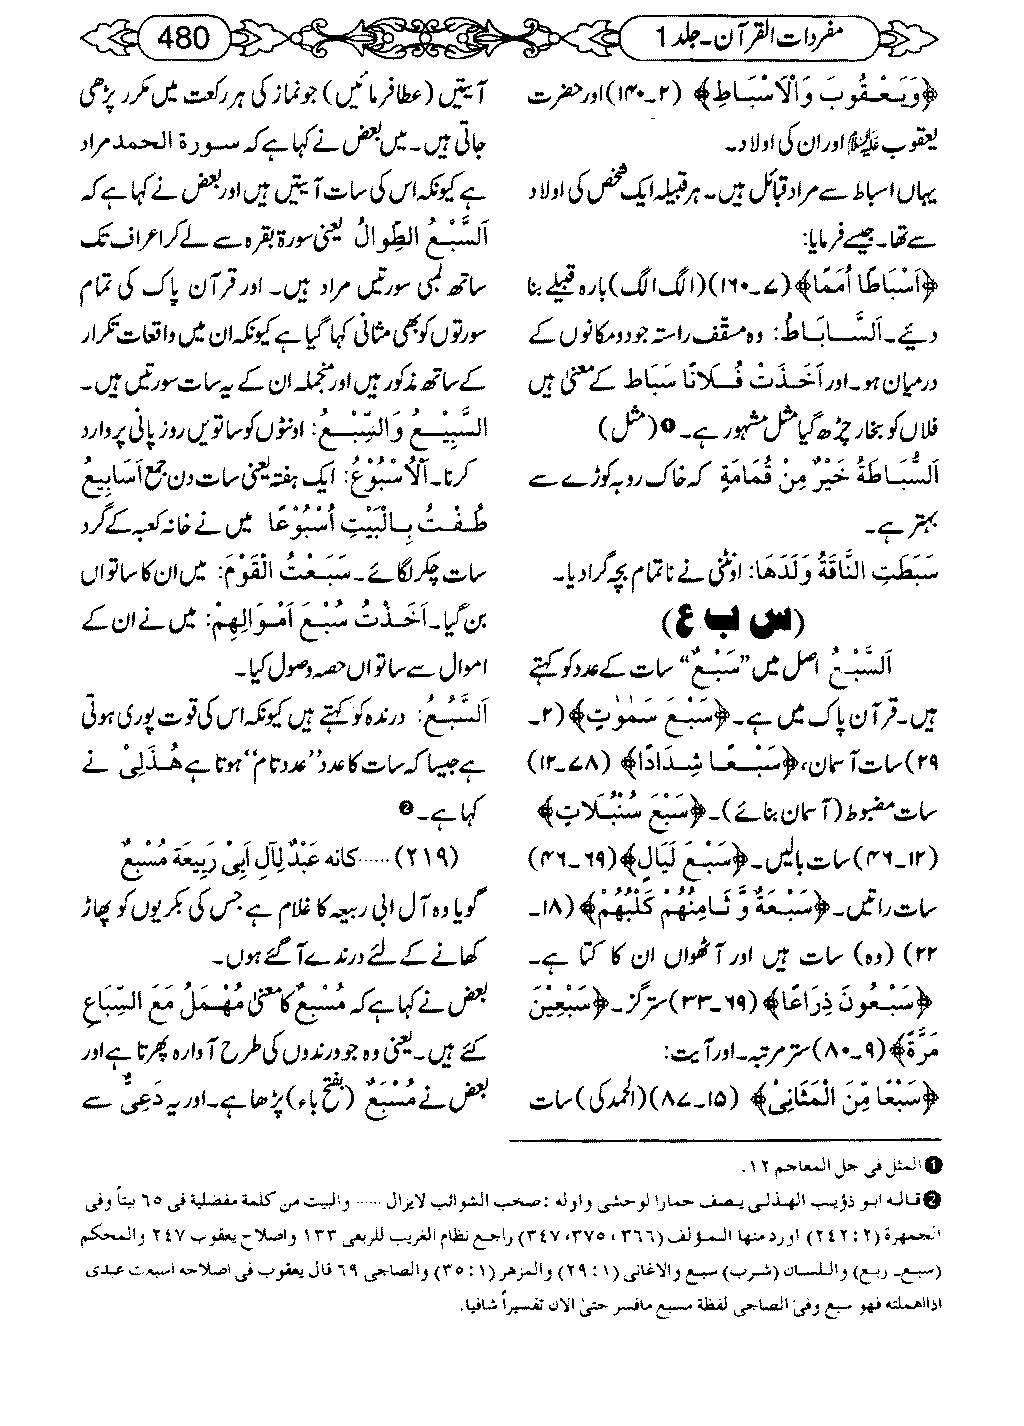 مفردات القرآن۔جلد 1
480
﴿وَيَعْقُوبَ وَالْاَسْبَاطِ﴾ (۲۔۱۴۰) اور حضرت
یعقوب علیہ السلام اور ان کی اولاد۔
یہاں اسباط سے مراد قبائل ہیں۔ ہر قبیلہ ایک شخص کی اولاد
سے تھا۔ جیسے فرمایا:
﴿اَسْبَاطًا اُمَمًا﴾ (۷۔۱۶۰) (الگ الگ) بارہ قبیلے بنا
دیے۔ اَلسَّابَاطُ: وہ مسقف راستہ جو دو مکانوں کے
درمیان ہو۔ اور اَخَذَتْ فُلَانًا سَبَاطِ کے معنی ہیں
فلاں کو بخار چڑھ گیا مثل مشہور ہے۔❶ (مثل)
اَلسُّبَاطَةُ خَيْرٌ مِنْ قُمَامَةٍ کہ خاک روبہ کوڑے سے
بہتر ہے۔
سَبَطَتِ النَّاقَةُ وَلَدَهَا: اونٹنی نے ناتمام بچہ گرا دیا۔
(س ب ع)
اَلسَّبْعُ اصل میں ”سَبْعٌ“ سات کے عدد کو کہتے
ہیں۔ قرآن پاک میں ہے۔ ﴿سَبْعَ سَمٰوٰتٍ﴾ (۲۔
۲۹) سات آسمان، ﴿سَبْعًا شِدَادًا﴾ (۷۸۔۱۲)
سات مضبوط (آسمان بنائے)۔ ﴿سَبْعَ سُنْبُلَاتٍ﴾
(۱۲۔۴۶) سات بالیں۔ ﴿سَبْعَ لَيَالٍ﴾ (۶۹۔۴۶)
سات راتیں۔ ﴿سَبْعَةٌ وَّ ثَامِنُهُمْ كَلْبُهُمْ﴾ (۱۸۔
۲۲) (وہ) سات ہیں اور آٹھواں ان کا کتا ہے۔
﴿سَبْعُونَ ذِرَاعًا﴾ (۶۹۔۳۳) ستر گز۔ ﴿سَبْعِيْنَ
مَرَّةً﴾ (۹۔۸۰) ستر مرتبہ۔ اور آیت:
﴿سَبْعًا مِّنَ الْمَثَانِيْ﴾ (۱۵۔۸۷) (الحمد کی) سات
آیتیں (عطا فرمائیں) جو نماز کی ہر رکعت میں مکرر پڑھی
جاتی ہیں۔ میں بعض نے کہا ہے کہ سورۃ الحمد مراد
ہے کیونکہ اس کی سات آیتیں ہیں اور بعض نے کہا ہے کہ
اَلسَّبْعُ الطِوَالُ یعنی سورۃ بقرہ سے لے کر اعراف تک
ساتھ لمبی سورتیں مراد ہیں۔ اور قرآن پاک کی تمام
سورتوں کو بھی مثانی کہا گیا ہے کیونکہ ان میں واقعات تکرار
کے ساتھ مذکور ہیں اور منجملہ ان کے یہ سات سورتیں ہیں۔
السَّبِيْعُ وَالسِّبْعُ: اونٹوں کو ساتویں روز پانی پر وارد
کرنا۔ اَلْاُسْبُوْعُ: ایک ہفتہ یعنی سات دن جمع اَسَابِيعُ
طُفْتُ بِالْبَيْتِ اُسْبُوْعًا میں نے خانہ کعبہ کے گرد
سات چکر لگائے۔ سَبَعْتُ الْقَوْمَ: میں ان کا ساتواں
بن گیا۔ اَخَذْتُ سُبْعَ اَمْوَالِهِمْ: میں نے ان کے
اموال سے ساتواں حصہ وصول کیا۔
اَلسَّبُعُ: درندہ کو کہتے ہیں کیونکہ اس کی قوت پوری ہوتی
ہے جیسا کہ سات کا عدد ”عدد تام“ ہوتا ہے هُذَلِیْ نے
کہا ہے۔❷
(۲۱۹) ..... كانه عَبْدٌ لِآلِ اَبِيْ رَبِيعَةَ مُسْبَعٌ
گویا وہ آل ابی ربیعہ کا غلام ہے جس کی بکریوں کو پھاڑ
کھانے کے لئے درندے آ گئے ہوں۔
بعض نے کہا ہے کہ مُسْبَعٌ کا معنی مُهْمَلٌ مَعَ السِّبَاعِ
کئے ہیں۔ یعنی وہ جو درندوں کی طرح آوارہ پھرتا ہے اور
بعض نے مُسْبَعٌ (بفتح باء) پڑھا ہے۔ اور یہ دَعِيٌّ سے
❶ المثل فی جل المعاجم ۱۲.
❷ قاله ابو ذؤيب الهذلی یصف حمارا لوحشی و اوله: صخب الشوائب لایزال ..... والبیت من کلمة مفضلیة فی ۶۵ بیتاً وفی
الجمهرة (۲: ۲۴۲) اورد منها المؤلف (۳۶۶، ۳۷۵، ۳۴۷) راجع نظام الغریب للربعی ۱۳۳ واصلاح یعقوب ۲۴۷ والمحکم
(سبع۔ ربع) واللسان (شرب) سبع والاغانی (۱: ۲۹) والمزهر (۱: ۳۵) والصاجی ۶۹ قال یعقوب فی اصلاحه اسبعت عبدی
اذا اهملته فهو سبع وفی الصاجی لفظة مسبع مافسر حتیٰ الان تفسیراً شافیا.